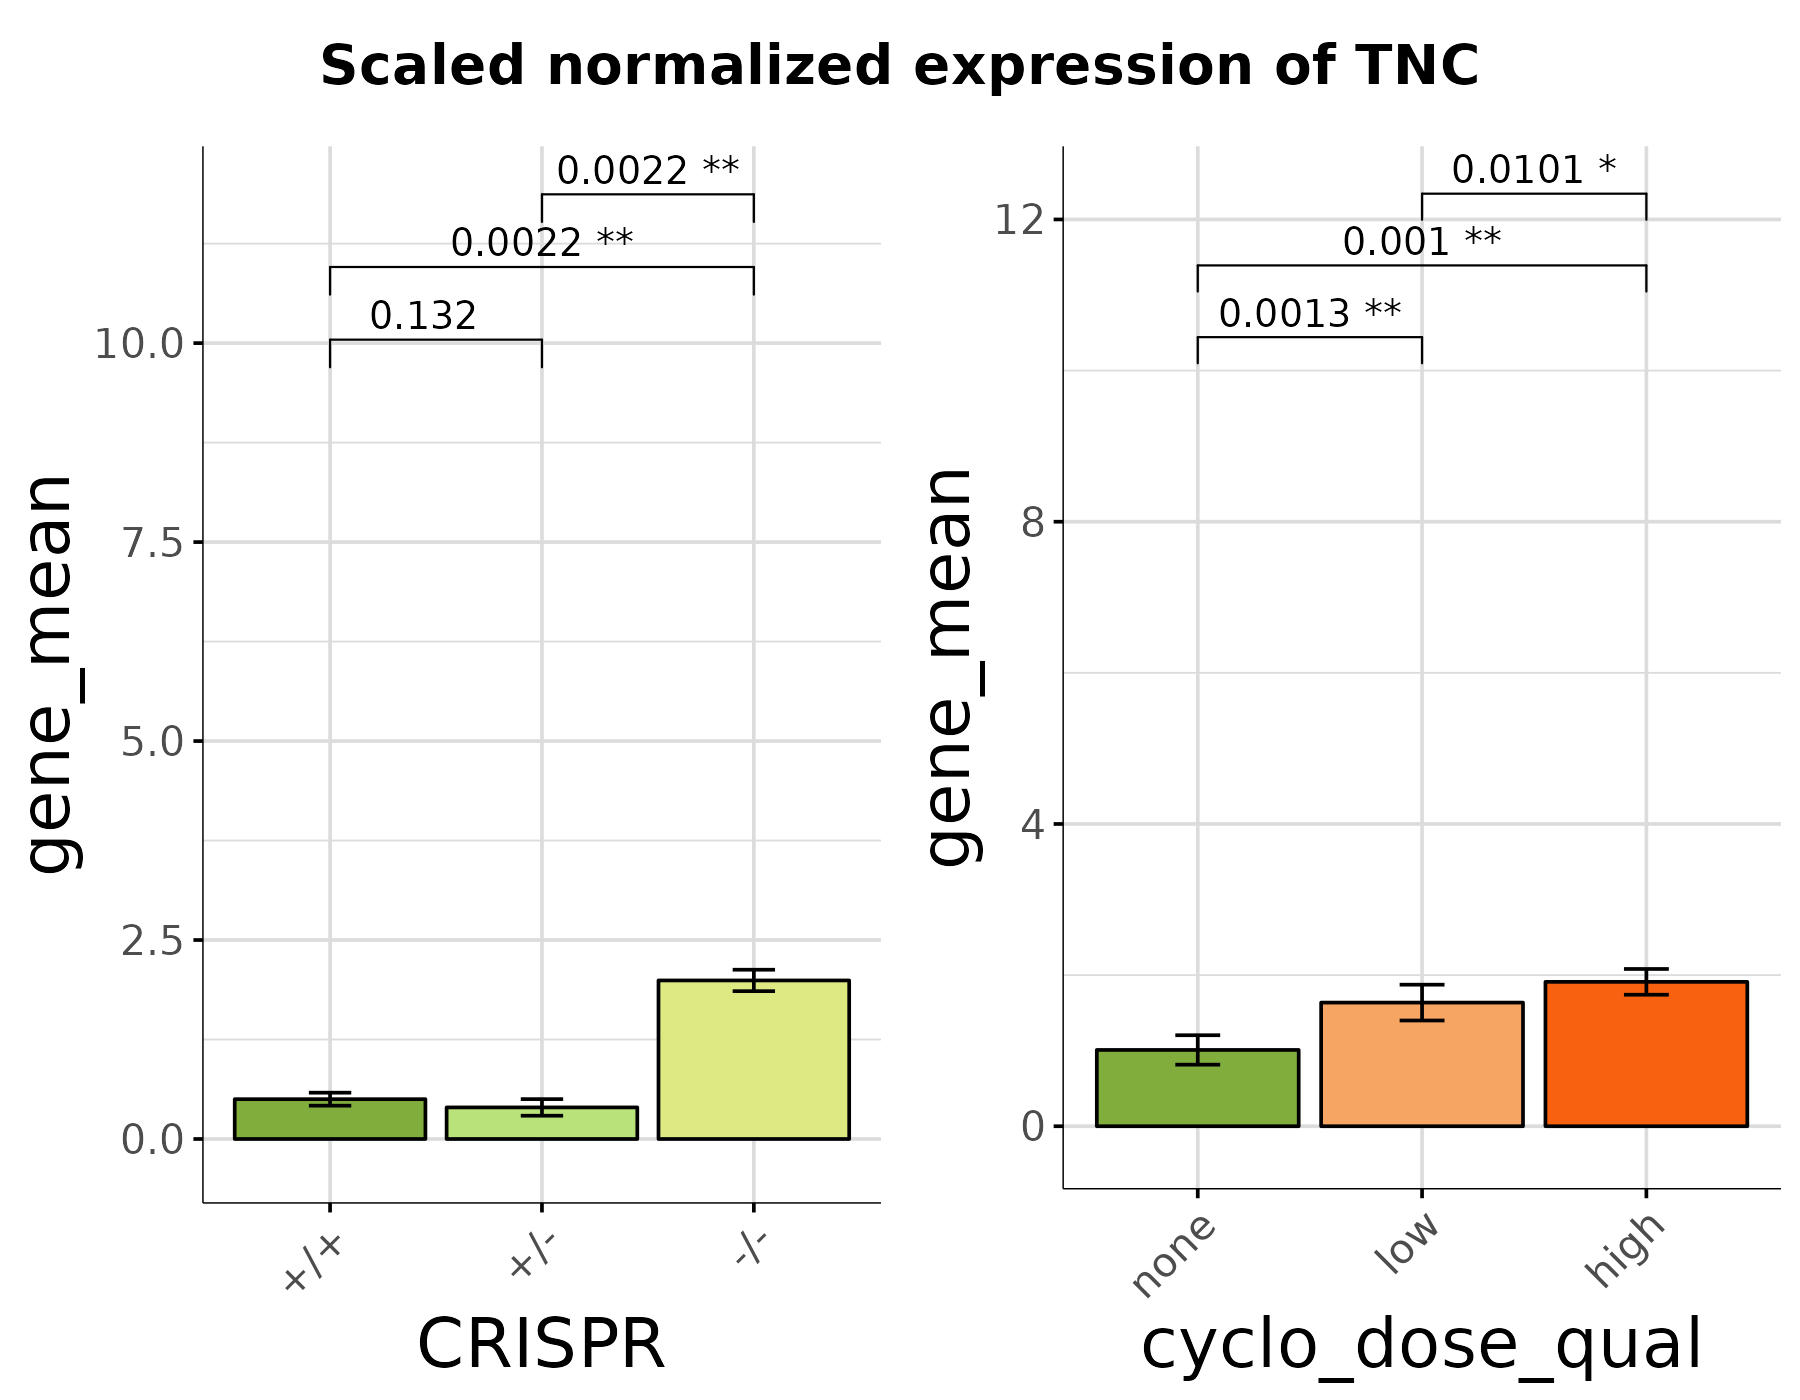 Scaled normalized expression of TNC
gene_mean
10.0
7.5
5.0
2.5
0.0
0.0022 **
0.0022 **
0.132
+/+
+/-
-/-
CRISPR
gene_mean
12
8
4
0
0.0101 *
0.001 **
0.0013 **
none
low
high
cyclo_dose_qual